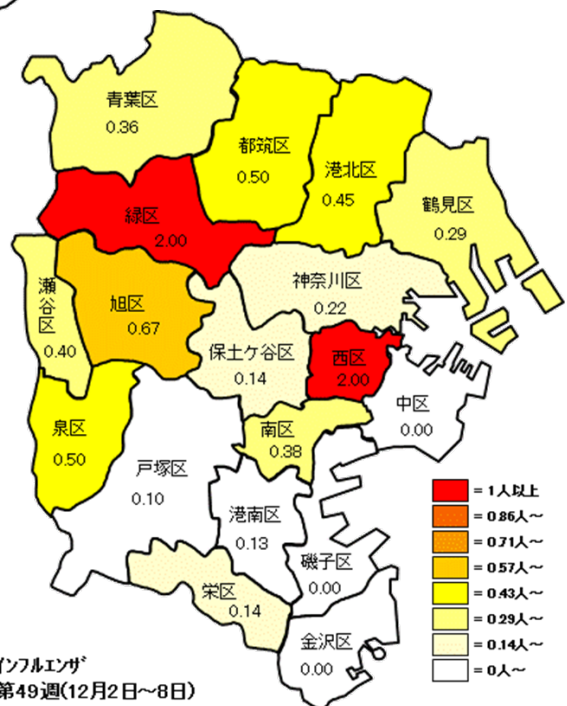 青葉区
0.36
都筑区
0.50
港北区
0.45
鶴見区
0.29
緑区
2.00
瀬谷区
0.40
旭区
0.67
神奈川区
0.22
保土ケ谷区
0.14
西区
2.00
中区
0.00
泉区
0.50
南区
0.38
戸塚区
0.10
港南区
0.13
磯子区
0.00
栄区
0.14
金沢区
0.00
= 1人以上
= 0.86人～
= 0.71人～
= 0.57人～
= 0.43人～
= 0.29人～
= 0.14人～
= 0人～
インフルエンザ
第49週(12月2日～8日)